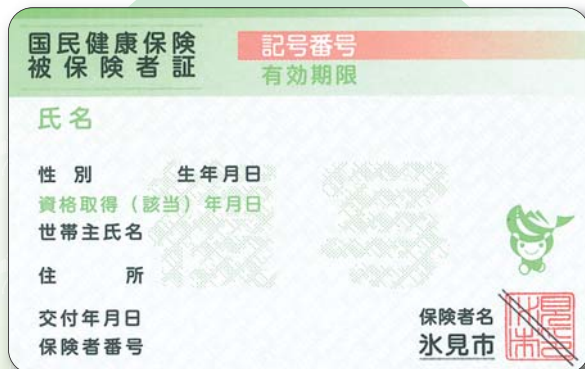 国民健康保険
被保険者証
記号番号
有効期限
氏名
性別 生年月日
資格取得（該当）年月日
世帯主氏名
住所
交付年月日
保険者番号
保険者名
氷見市